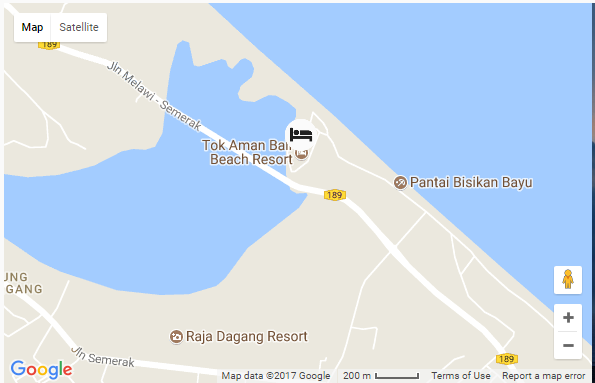 Map Satellite
189
Jln Melawi - Semerak
Tok Aman Bali
Beach Resort
Pantai Bisikan Bayu
189
UNG
GANG
Raja Dagang Resort
189
Jln Semerak
Google
Map data ©2017 Google 200 m Terms of Use Report a map error